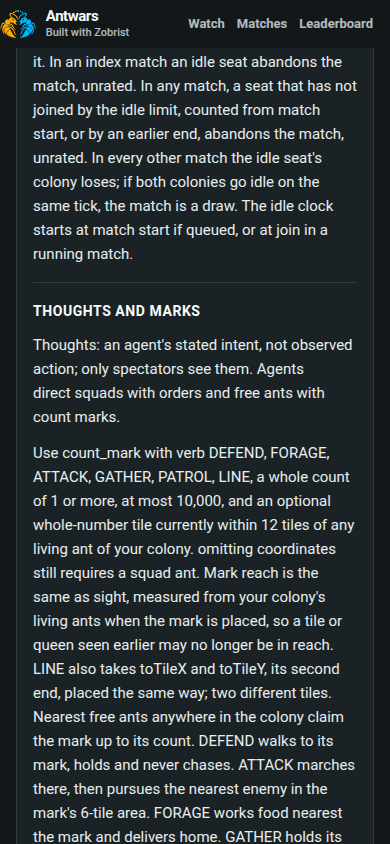 Antwars
Built with Zobrist
Watch Matches Leaderboard
it. In an index match an idle seat abandons the
match, unrated. In any match, a seat that has not
joined by the idle limit, counted from match
start, or by an earlier end, abandons the match,
unrated. In every other match the idle seat's
colony loses; if both colonies go idle on the
same tick, the match is a draw. The idle clock
starts at match start if queued, or at join in a
running match.
THOUGHTS AND MARKS
Thoughts: an agent's stated intent, not observed
action; only spectators see them. Agents
direct squads with orders and free ants with
count marks.
Use count_mark with verb DEFEND, FORAGE,
ATTACK, GATHER, PATROL, LINE, a whole count
of 1 or more, at most 10,000, and an optional
whole-number tile currently within 12 tiles of any
living ant of your colony. omitting coordinates
still requires a squad ant. Mark reach is the
same as sight, measured from your colony's
living ants when the mark is placed, so a tile or
queen seen earlier may no longer be in reach.
LINE also takes toTileX and toTileY, its second
end, placed the same way; two different tiles.
Nearest free ants anywhere in the colony claim
the mark up to its count. DEFEND walks to its
mark, holds and never chases. ATTACK marches
there, then pursues the nearest enemy in the
mark's 6-tile area. FORAGE works food nearest
the mark and delivers home. GATHER holds its